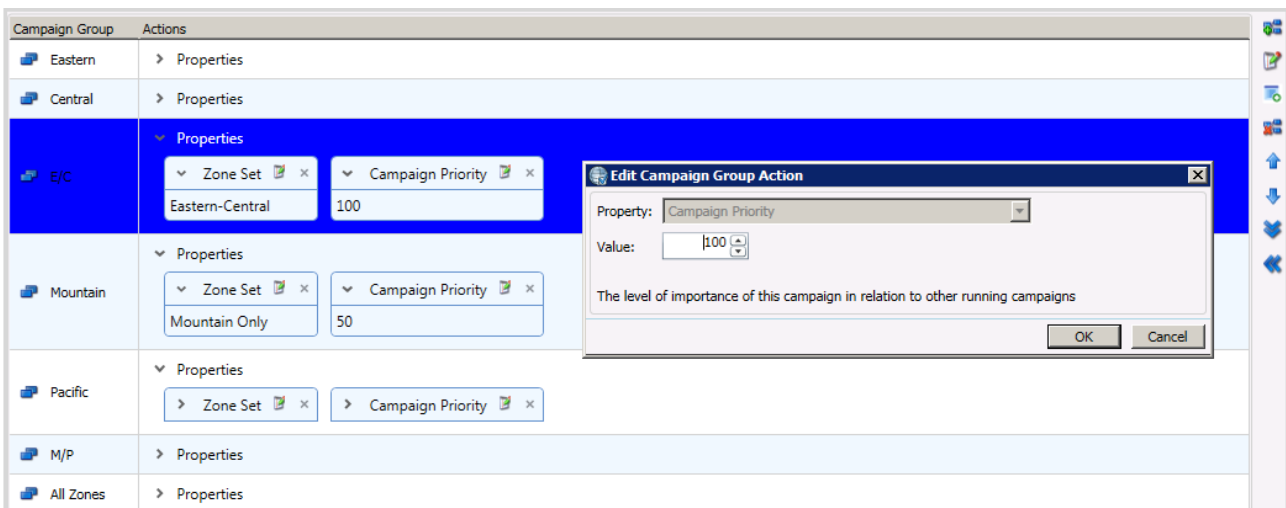 Campaign Group Actions
Eastern Properties
Central Properties
E/C Properties
Zone Set Campaign Priority
Eastern-Central 100
Mountain Properties
Zone Set Campaign Priority
Mountain Only 50
Pacific Properties
Zone Set Campaign Priority
M/P Properties
All Zones Properties
Edit Campaign Group Action
Property: Campaign Priority
Value: 100
The level of importance of this campaign in relation to other running campaigns
OK Cancel